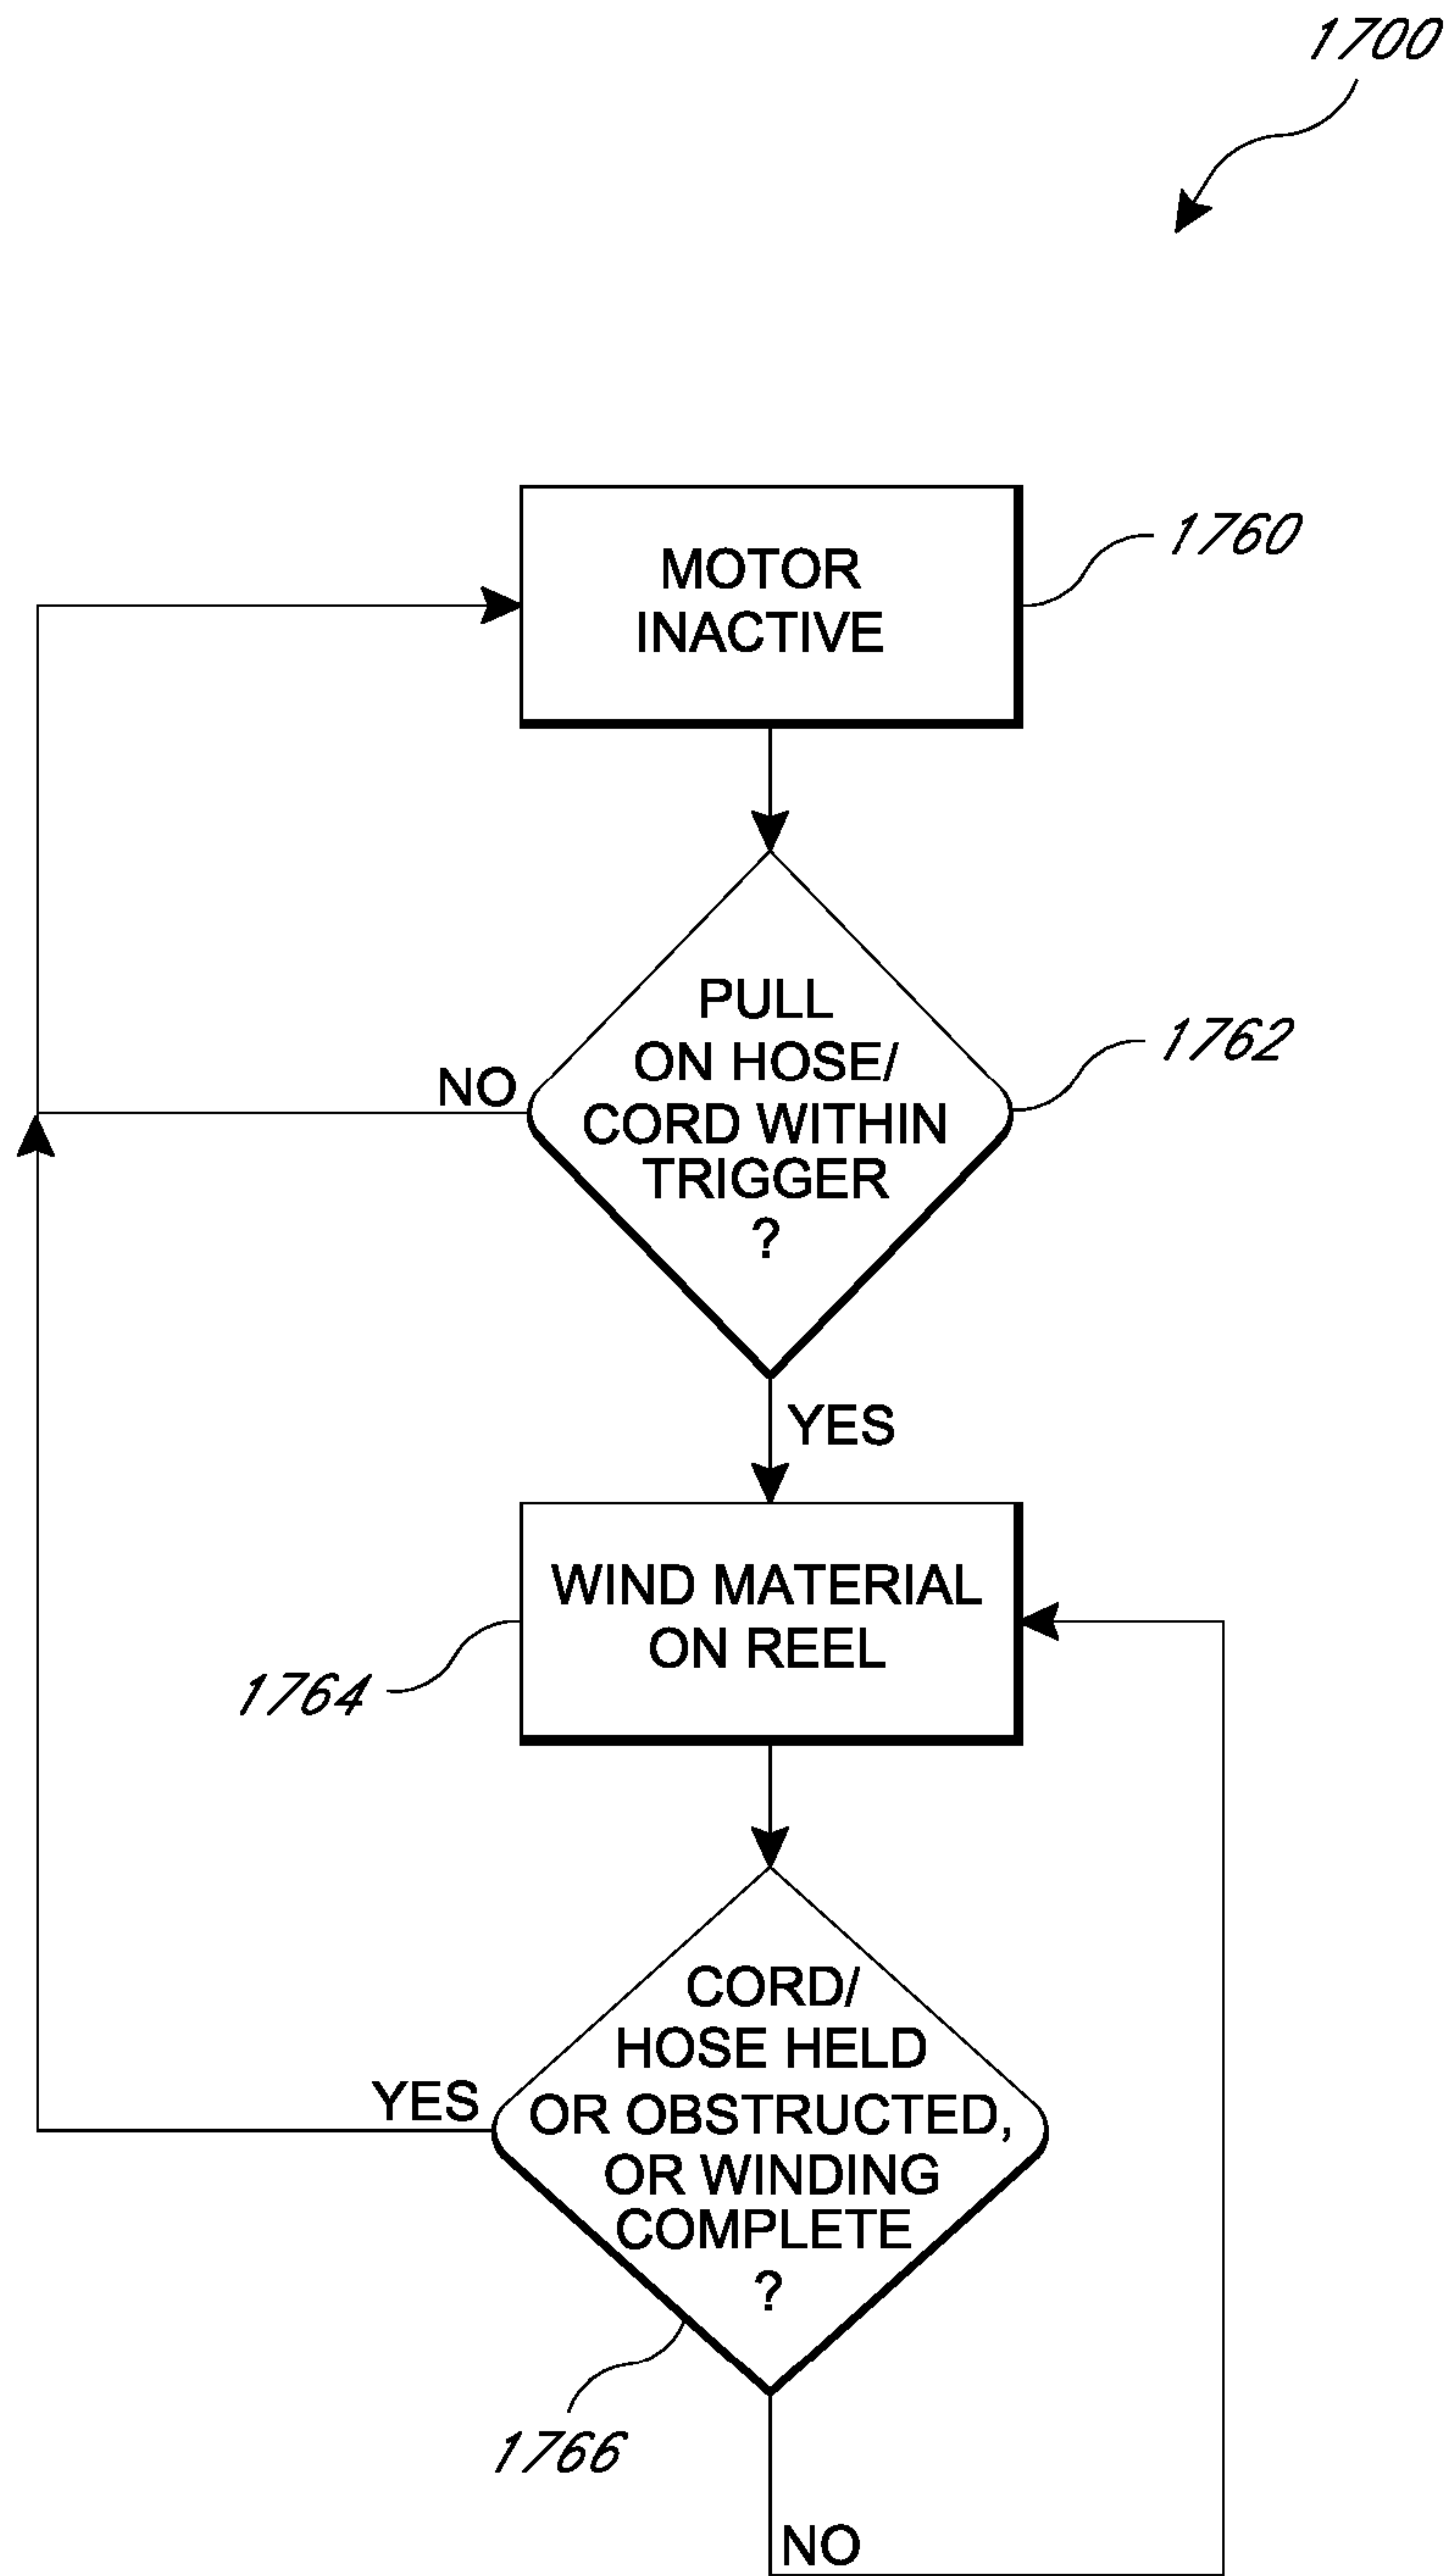 1700
MOTOR
INACTIVE
1760
PULL
ON HOSE/
CORD WITHIN
TRIGGER
?
1762
NO
YES
WIND MATERIAL
ON REEL
1764
CORD/
HOSE HELD
OR OBSTRUCTED,
OR WINDING
COMPLETE
?
YES
1766
NO